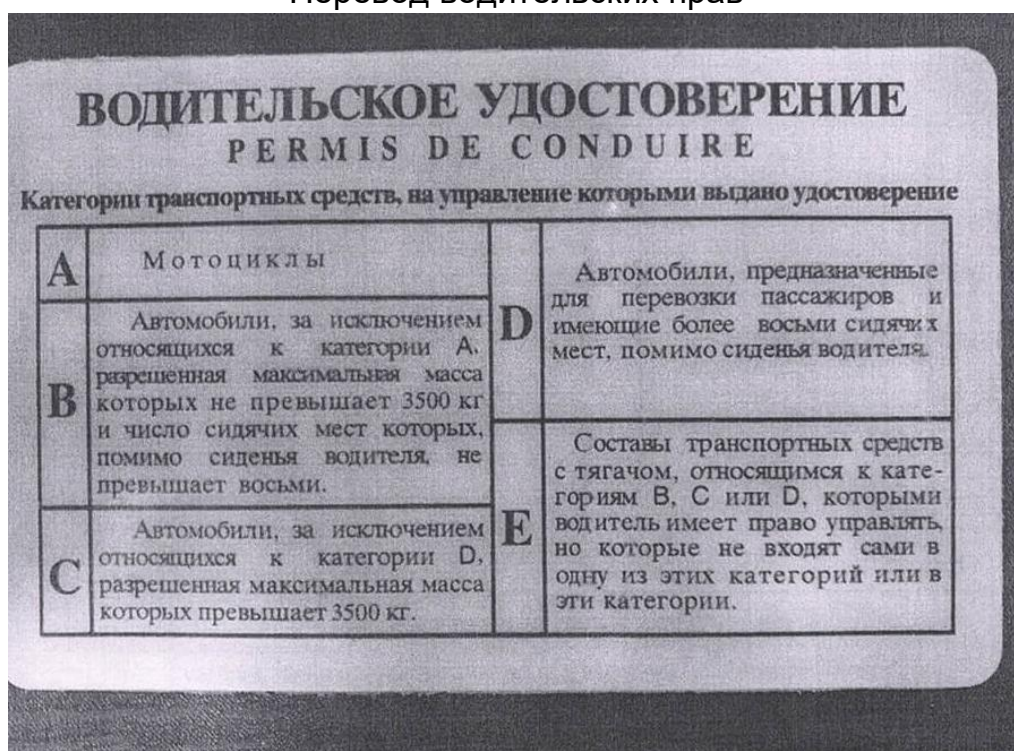 Перевод водительских прав
ВОДИТЕЛЬСКОЕ УДОСТОВЕРЕНИЕ
PERMIS DE CONDUIRE
Категории транспортных средств, на управление которыми выдано удостоверение
A
Мотоциклы
B
Автомобили, за исключением
относящихся к категории A,
разрешенная максимальная масса
которых не превышает 3500 кг
и число сидячих мест которых,
помимо сиденья водителя, не
превышает восьми.
C
Автомобили, за исключением
относящихся к категории D,
разрешенная максимальная масса
которых превышает 3500 кг.
D
Автомобили, предназначенные
для перевозки пассажиров и
имеющие более восьми сидячих
мест, помимо сиденья водителя.
E
Составы транспортных средств
с тягачом, относящимся к кате-
гориям B, C или D, которыми
водитель имеет право управлять,
но которые не входят сами в
одну из этих категорий или в
эти категории.